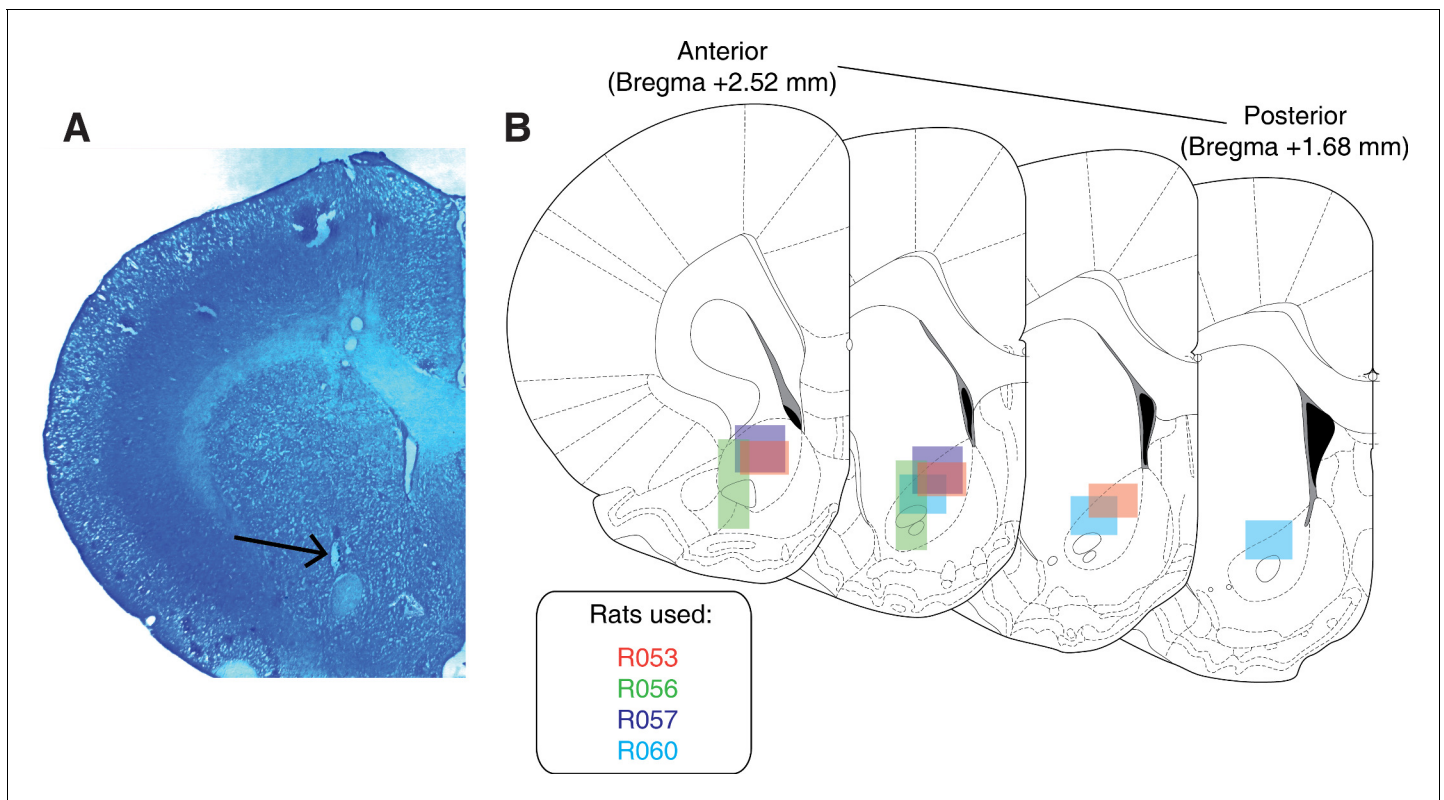 A
B
Anterior
(Bregma +2.52 mm)
Posterior
(Bregma +1.68 mm)
Rats used:
R053
R056
R057
R060